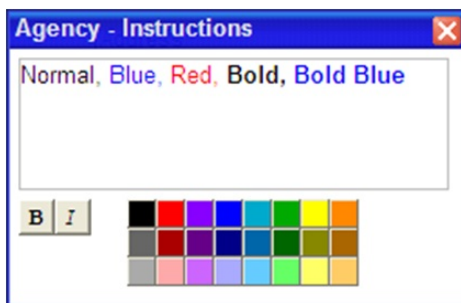 Agency - Instructions
Normal, Blue, Red, Bold, Bold Blue
B I